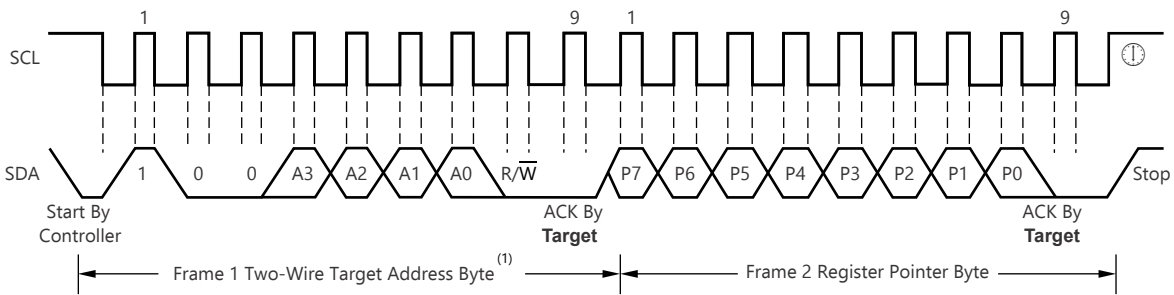 1 9 1 9
SCL
SDA 1 0 0 A3 A2 A1 A0 R/W̅ P7 P6 P5 P4 P3 P2 P1 P0 Stop
Start By ACK By ACK By
Controller Target Target
Frame 1 Two-Wire Target Address Byte(1) Frame 2 Register Pointer Byte